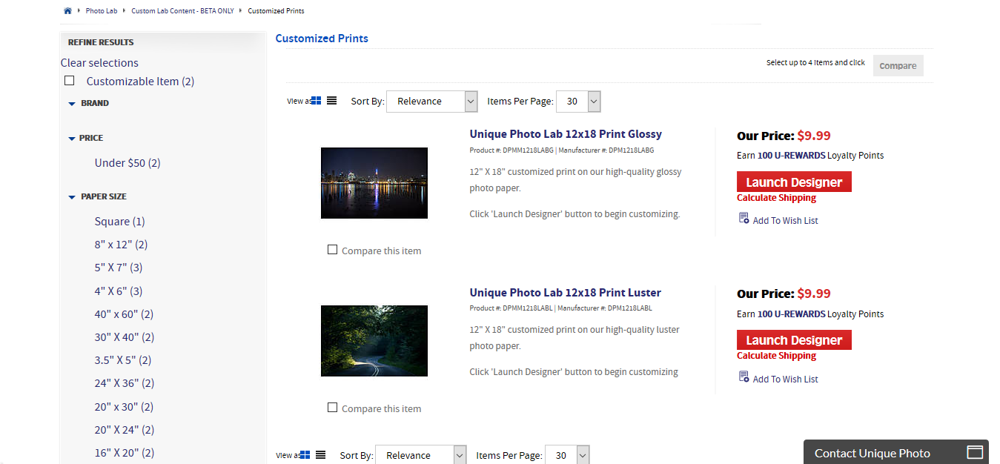 Photo Lab Custom Lab Content - BETA ONLY Customized Prints
REFINE RESULTS
Clear selections
Customizable Item (2)
BRAND
PRICE
Under $50 (2)
PAPER SIZE
Square (1)
8" x 12" (2)
5" X 7" (3)
4" X 6" (3)
40" x 60" (2)
30" X 40" (2)
3.5" X 5" (2)
24" X 36" (2)
20" x 30" (2)
20" X 24" (2)
16" X 20" (2)
Customized Prints
Select up to 4 Items and click Compare
View as Sort By: Relevance Items Per Page: 30
Unique Photo Lab 12x18 Print Glossy
Product #: DPMM1218LABG | Manufacturer #: DPM1218LABG
12" X 18" customized print on our high-quality glossy
photo paper.
Click 'Launch Designer' button to begin customizing.
Compare this item
Our Price: $9.99
Earn 100 U-REWARDS Loyalty Points
Launch Designer
Calculate Shipping
Add To Wish List
Unique Photo Lab 12x18 Print Luster
Product #: DPMM1218LABL | Manufacturer #: DPM1218LABL
12" X 18" customized print on our high-quality luster
photo paper.
Click 'Launch Designer' button to begin customizing
Compare this item
Our Price: $9.99
Earn 100 U-REWARDS Loyalty Points
Launch Designer
Calculate Shipping
Add To Wish List
View as Sort By: Relevance Items Per Page: 30
Contact Unique Photo